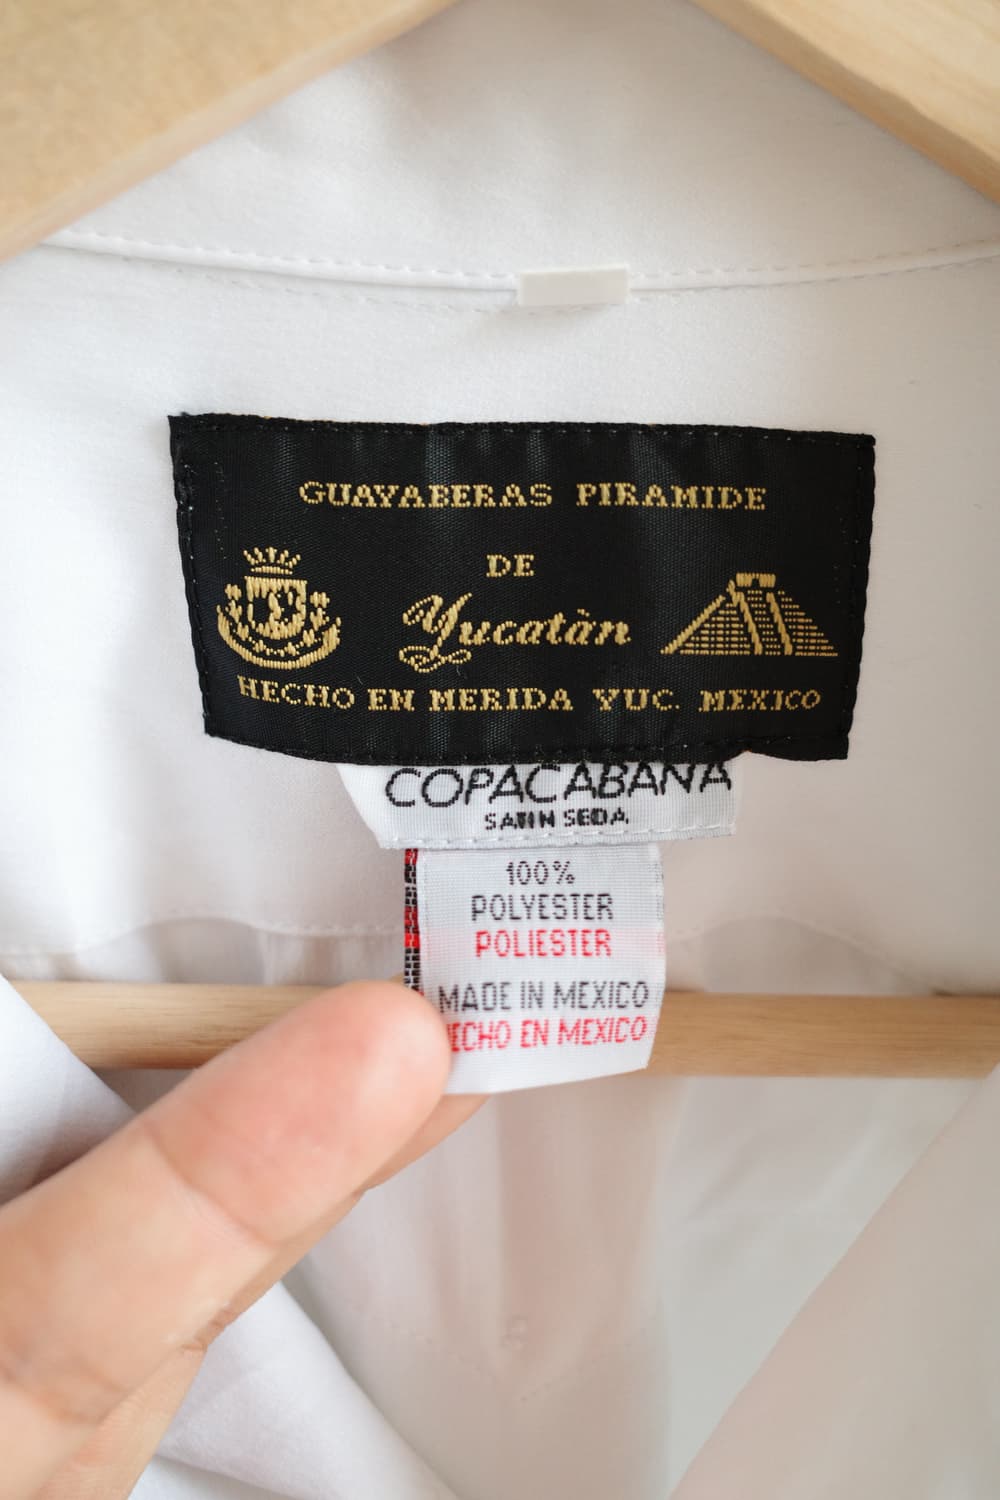 GUAYABERAS PIRAMIDE
DE
Yucatàn
HECHO EN MERIDA YUC. MEXICO
COPACABANA
SATIN SEDA
100%
POLYESTER
POLIESTER
MADE IN MEXICO
HECHO EN MEXICO